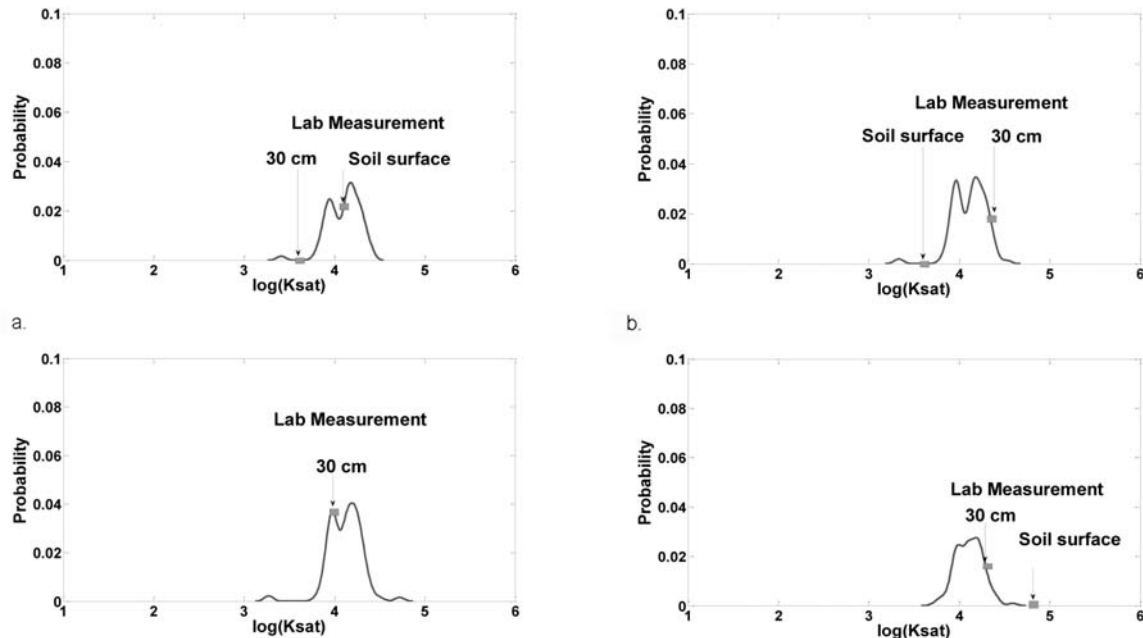 0.1
0.08
0.06
0.04
0.02
0
Probability
Lab Measurement
30 cm
Soil surface
1
2
3
4
5
6
log(Ksat)
a.
0.1
0.08
0.06
0.04
0.02
0
Probability
Lab Measurement
Soil surface
30 cm
1
2
3
4
5
6
log(Ksat)
b.
0.1
0.08
0.06
0.04
0.02
0
Probability
Lab Measurement
30 cm
1
2
3
4
5
6
log(Ksat)
0.1
0.08
0.06
0.04
0.02
0
Probability
Lab Measurement
30 cm
Soil surface
1
2
3
4
5
6
log(Ksat)